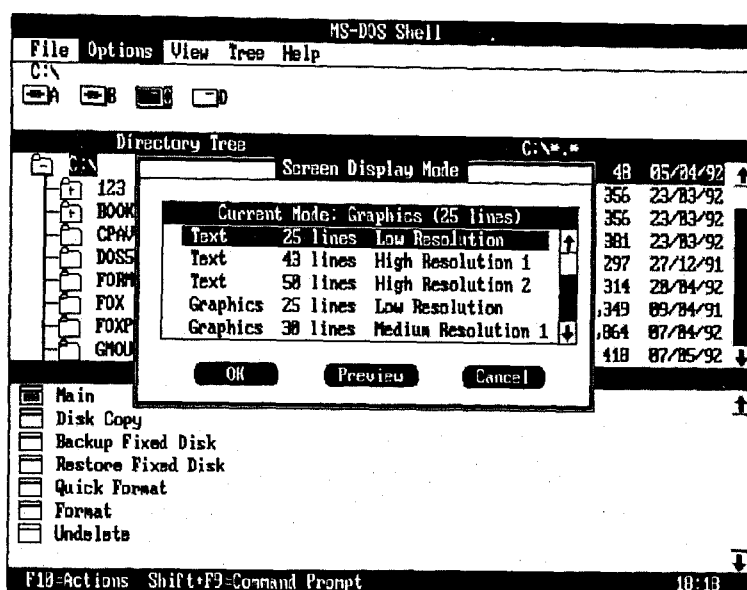 MS-DOS Shell
File Options View Tree Help
C:\
A B C D
Directory Tree C:\*.*
C:\
123
BOOK
CPAV
DOS5
FORM
FOX
FOXP
GMOU
Screen Display Mode
Current Mode: Graphics (25 lines)
Text 25 lines Low Resolution
Text 43 lines High Resolution 1
Text 50 lines High Resolution 2
Graphics 25 lines Low Resolution
Graphics 30 lines Medium Resolution 1
OK Preview Cancel
48 05/04/92
356 23/03/92
356 23/03/92
381 23/03/92
297 27/12/91
314 28/04/92
,349 09/04/91
,864 07/04/92
418 07/05/92
Main
Disk Copy
Backup Fixed Disk
Restore Fixed Disk
Quick Format
Format
Undelete
F10=Actions Shift+F9=Command Prompt 18:18